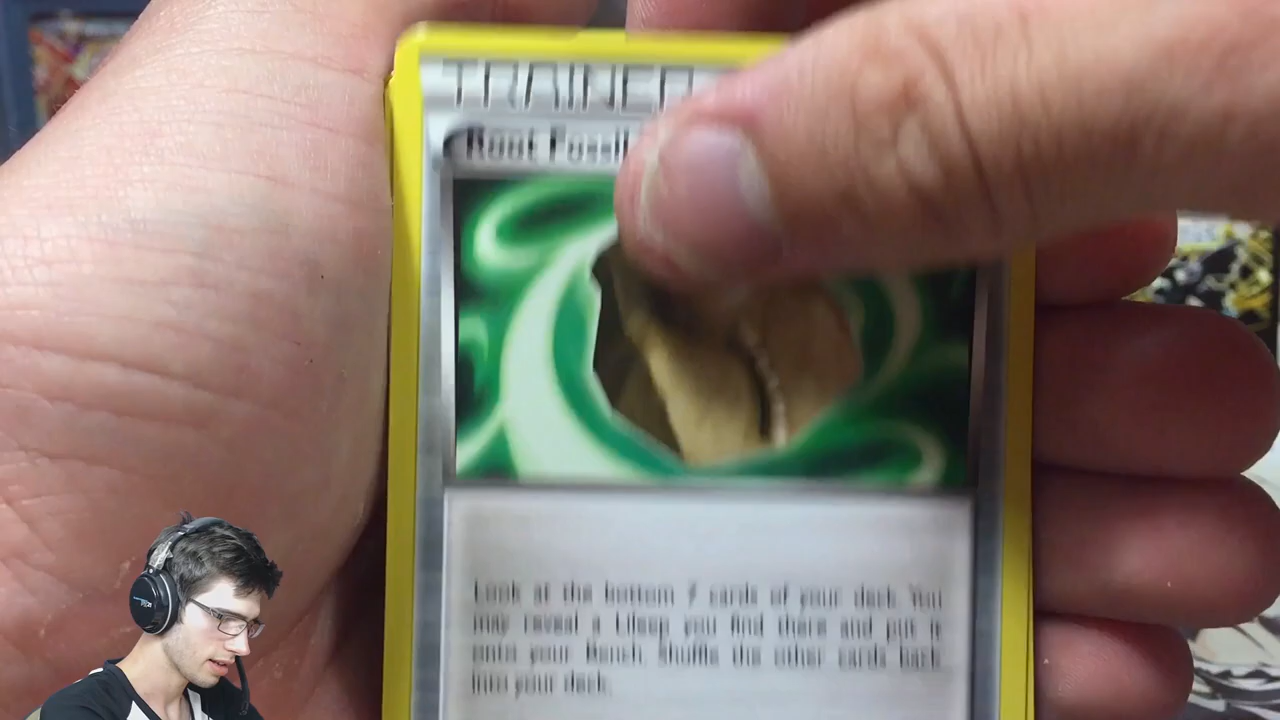 TRAINER
Root Fossil
Look at the bottom 7 cards of your deck. You
may reveal a Lileep you find there and put it
onto your Bench. Shuffle the other cards back
into your deck.